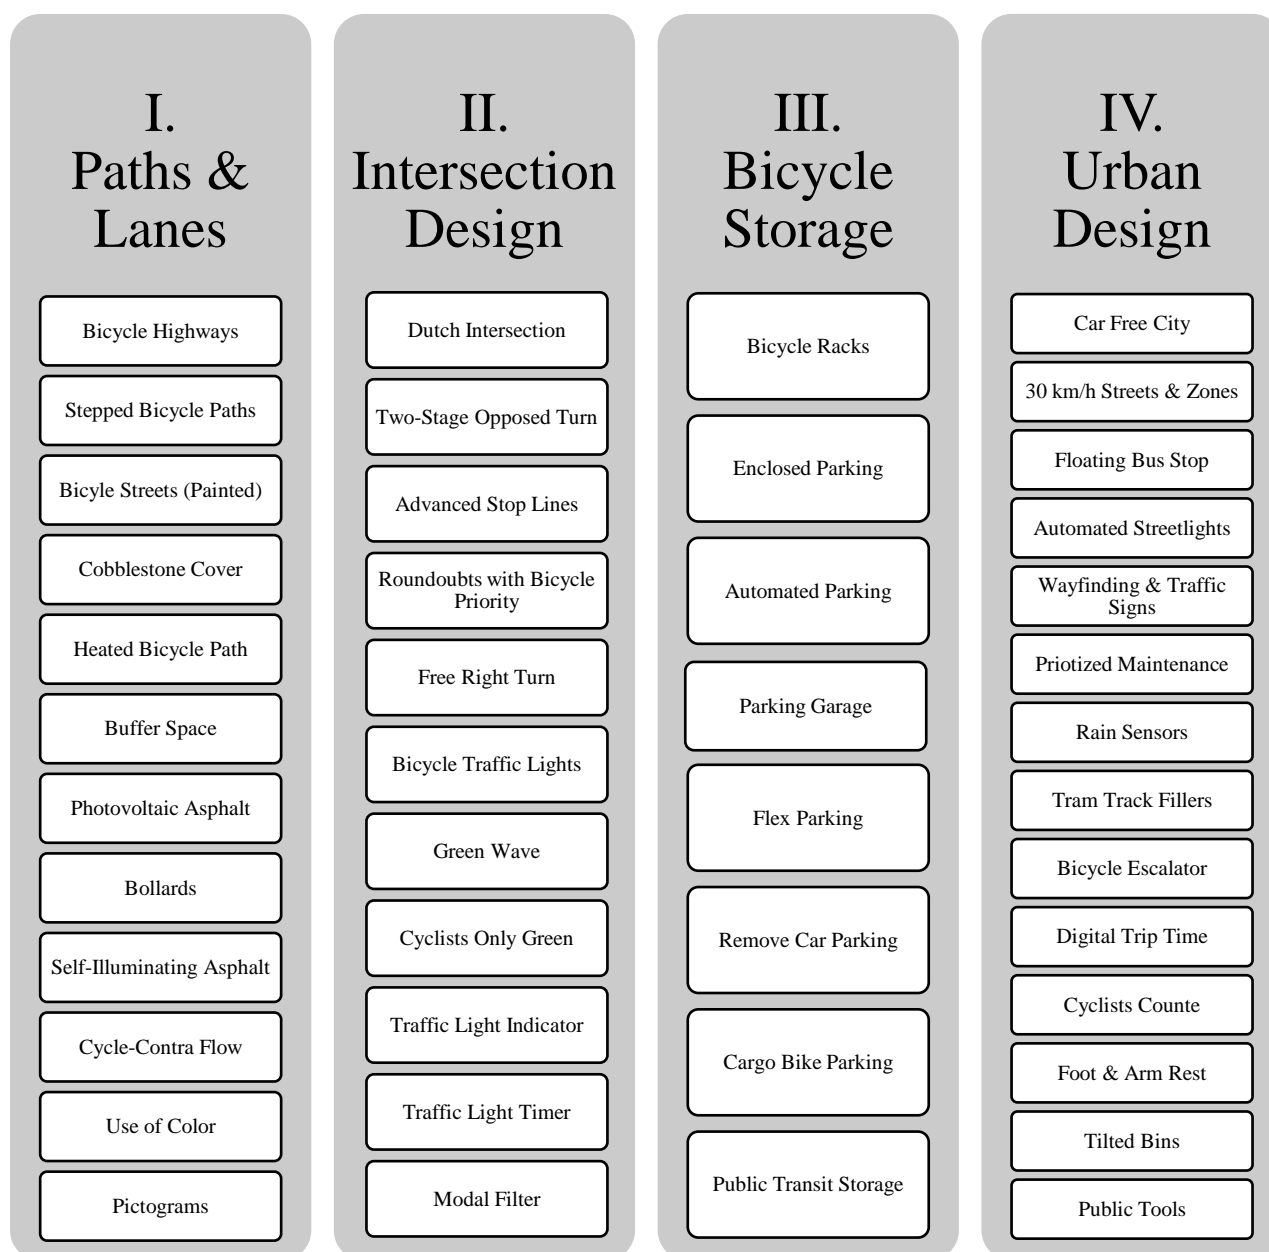 I.
Paths &
Lanes
Bicycle Highways
Stepped Bicycle Paths
Bicyle Streets (Painted)
Cobblestone Cover
Heated Bicycle Path
Buffer Space
Photovoltaic Asphalt
Bollards
Self-Illuminating Asphalt
Cycle-Contra Flow
Use of Color
Pictograms
II.
Intersection
Design
Dutch Intersection
Two-Stage Opposed Turn
Advanced Stop Lines
Roundoubts with Bicycle
Priority
Free Right Turn
Bicycle Traffic Lights
Green Wave
Cyclists Only Green
Traffic Light Indicator
Traffic Light Timer
Modal Filter
III.
Bicycle
Storage
Bicycle Racks
Enclosed Parking
Automated Parking
Parking Garage
Flex Parking
Remove Car Parking
Cargo Bike Parking
Public Transit Storage
IV.
Urban
Design
Car Free City
30 km/h Streets & Zones
Floating Bus Stop
Automated Streetlights
Wayfinding & Traffic
Signs
Priotized Maintenance
Rain Sensors
Tram Track Fillers
Bicycle Escalator
Digital Trip Time
Cyclists Counte
Foot & Arm Rest
Tilted Bins
Public Tools